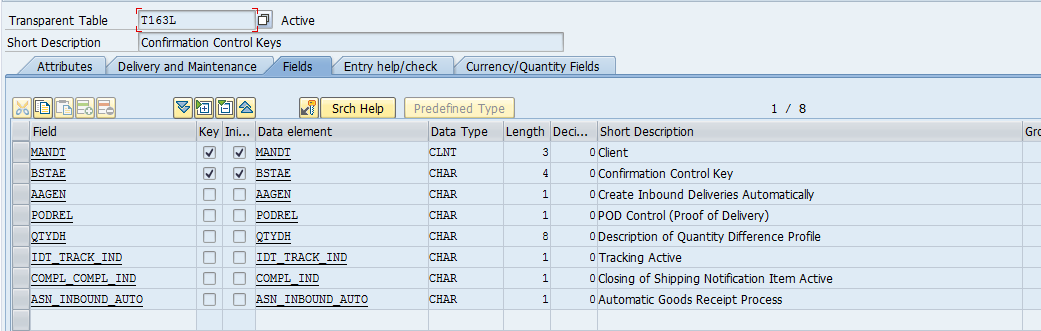 Transparent Table T163L Active
Short Description Confirmation Control Keys
Attributes Delivery and Maintenance Fields Entry help/check Currency/Quantity Fields
Srch Help Predefined Type 1 / 8
Field Key Ini... Data element Data Type Length Deci... Short Description Gro
MANDT MANDT CLNT 3 0 Client
BSTAE BSTAE CHAR 4 0 Confirmation Control Key
AAGEN AAGEN CHAR 1 0 Create Inbound Deliveries Automatically
PODREL PODREL CHAR 1 0 POD Control (Proof of Delivery)
QTYDH QTYDH CHAR 8 0 Description of Quantity Difference Profile
IDT_TRACK_IND IDT_TRACK_IND CHAR 1 0 Tracking Active
COMPL_COMPL_IND COMPL_IND CHAR 1 0 Closing of Shipping Notification Item Active
ASN_INBOUND_AUTO ASN_INBOUND_AUTO CHAR 1 0 Automatic Goods Receipt Process